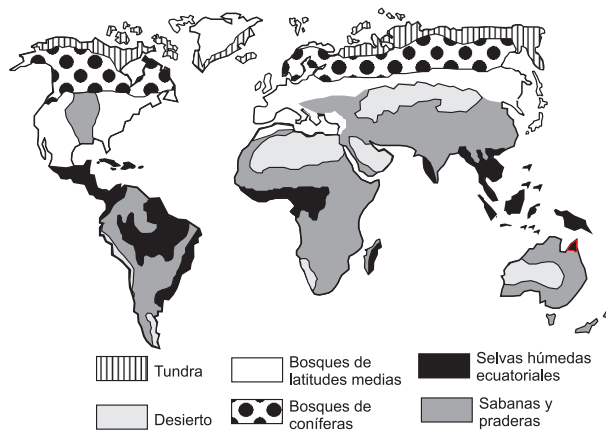 Tundra
Bosques de
latitudes medias
Selvas húmedas
ecuatoriales
Desierto
Bosques de
coníferas
Sabanas y
praderas